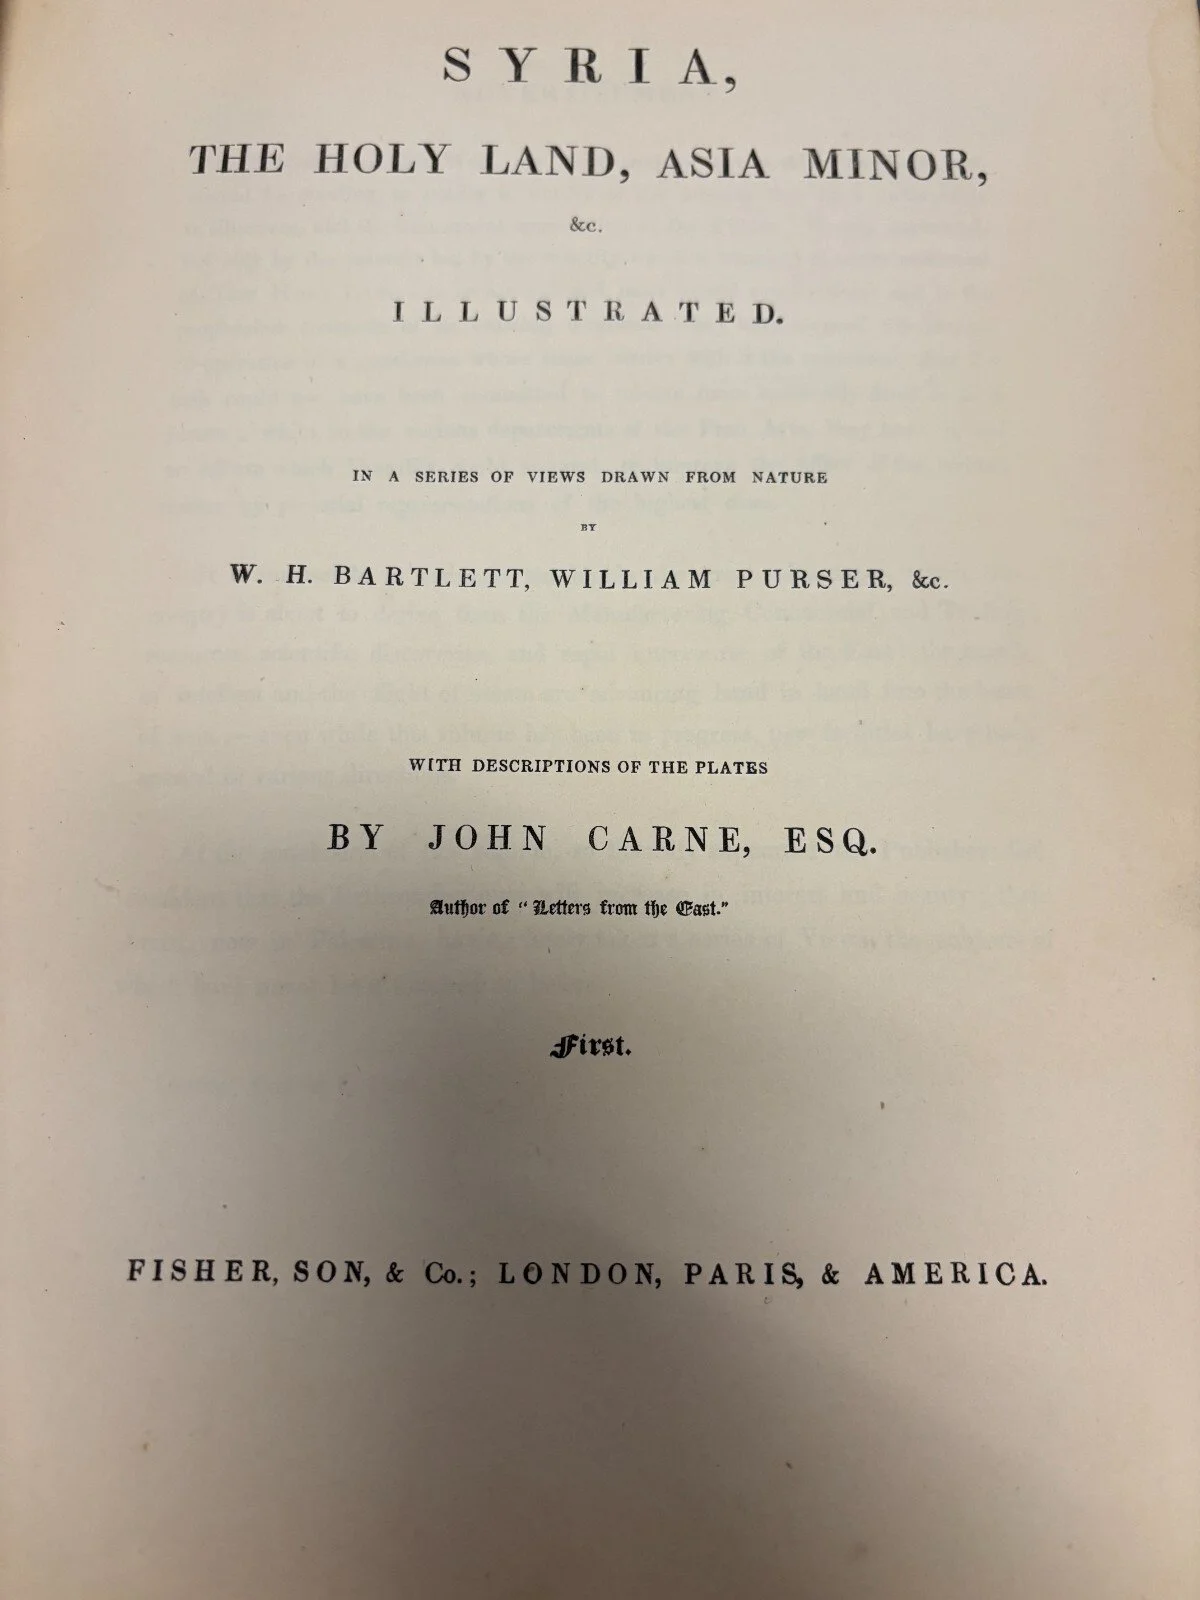 SYRIA,
THE HOLY LAND, ASIA MINOR,
&c.
ILLUSTRATED.
IN A SERIES OF VIEWS DRAWN FROM NATURE
BY
W. H. BARTLETT, WILLIAM PURSER, &c.
WITH DESCRIPTIONS OF THE PLATES
BY JOHN CARNE, ESQ.
Author of "Letters from the East."
First.
FISHER, SON, & Co.; LONDON, PARIS, & AMERICA.